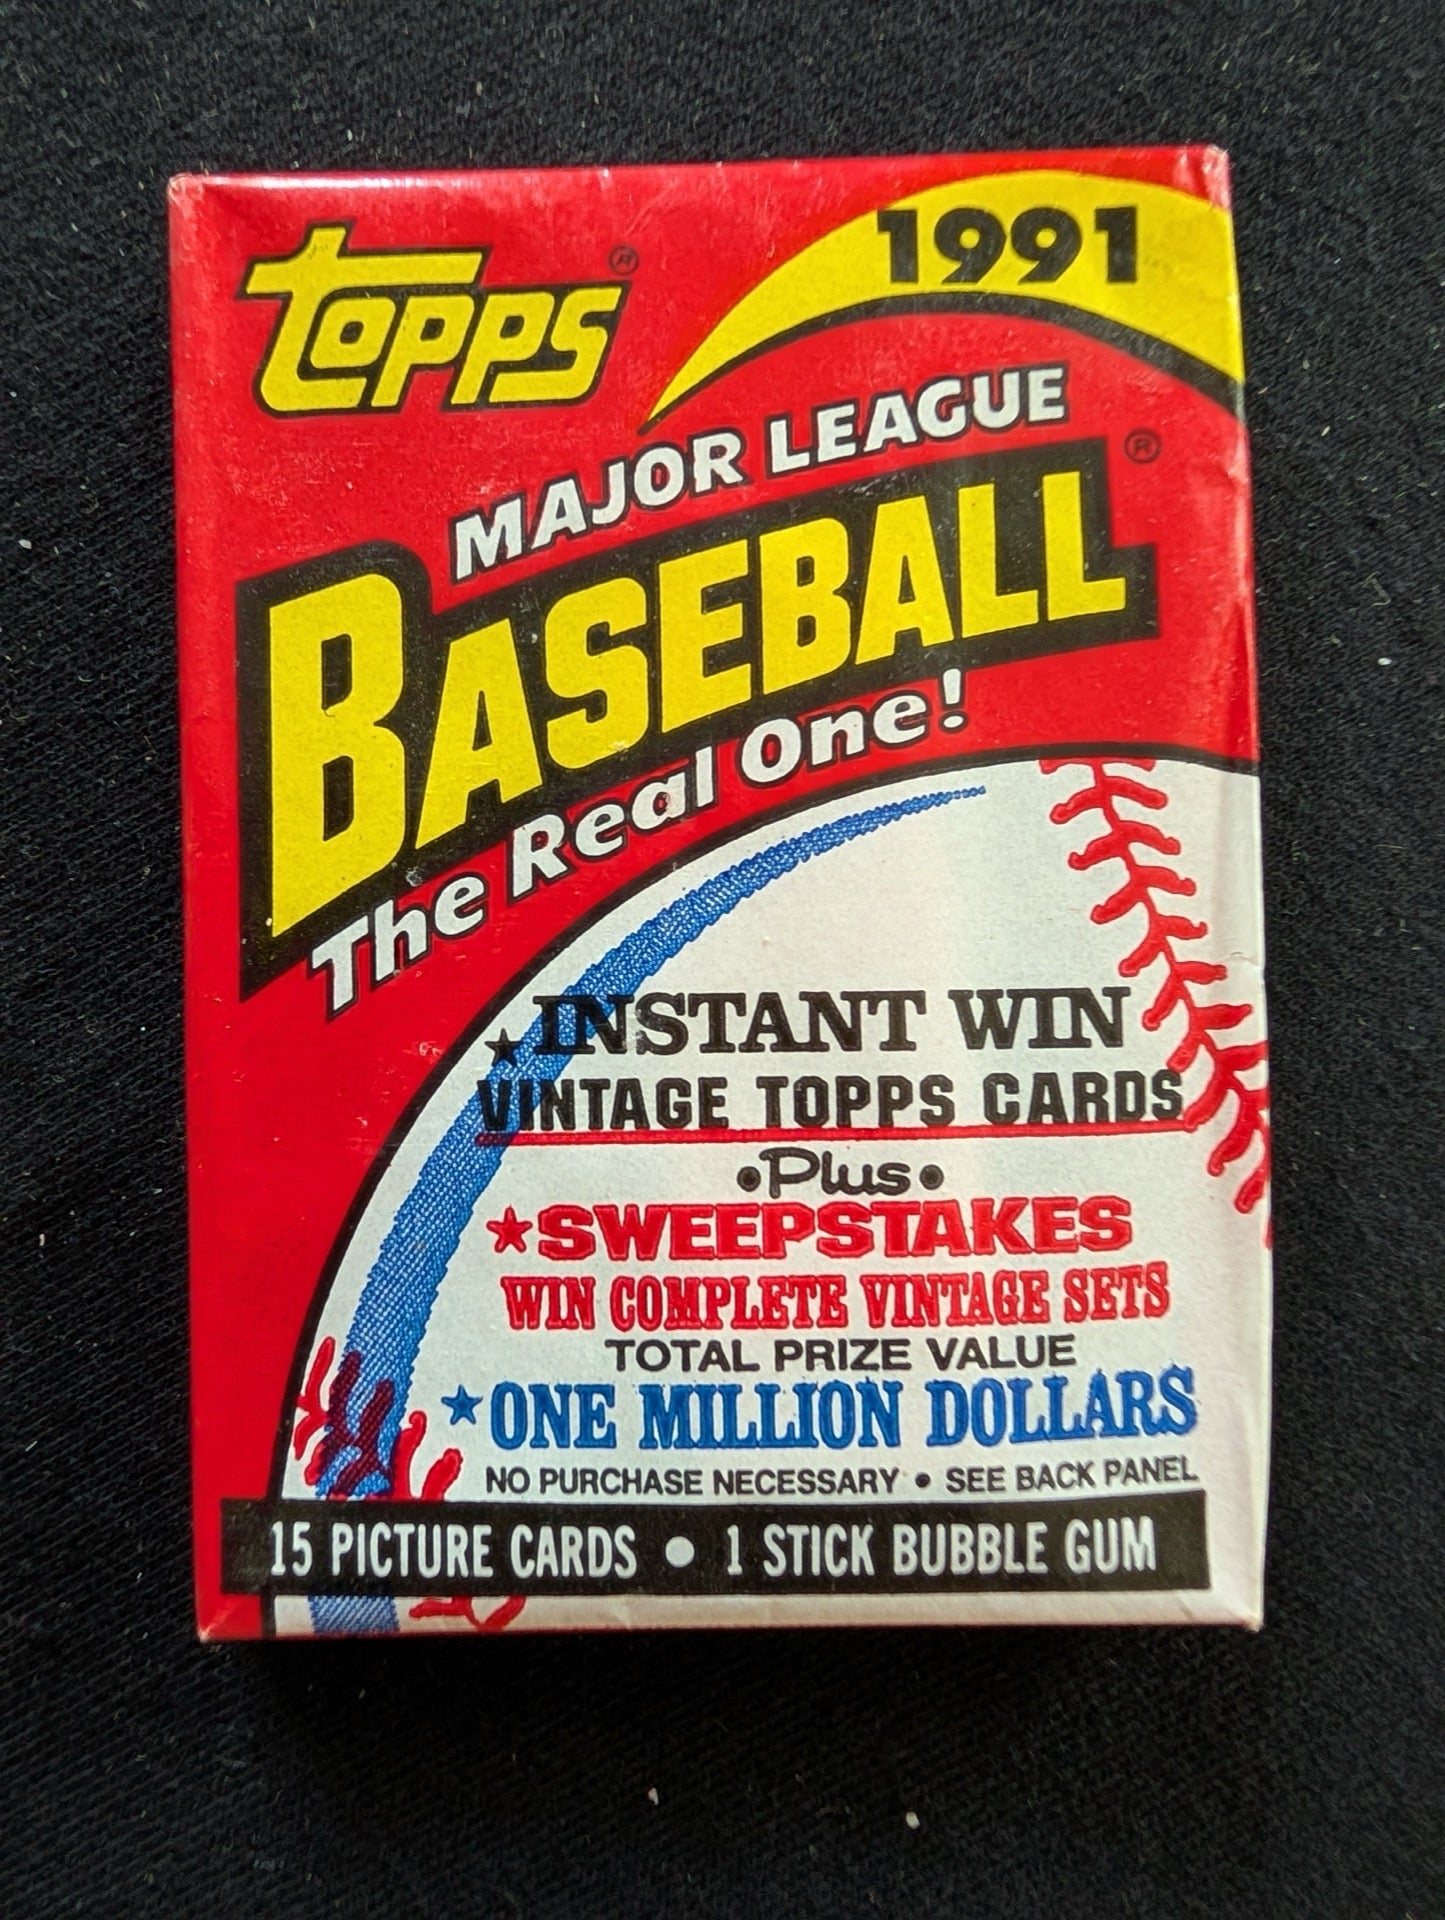 Topps®
1991
MAJOR LEAGUE
BASEBALL®
The Real One!
★INSTANT WIN
VINTAGE TOPPS CARDS
•Plus•
★SWEEPSTAKES
WIN COMPLETE VINTAGE SETS
TOTAL PRIZE VALUE
★ONE MILLION DOLLARS
NO PURCHASE NECESSARY • SEE BACK PANEL
15 PICTURE CARDS • 1 STICK BUBBLE GUM